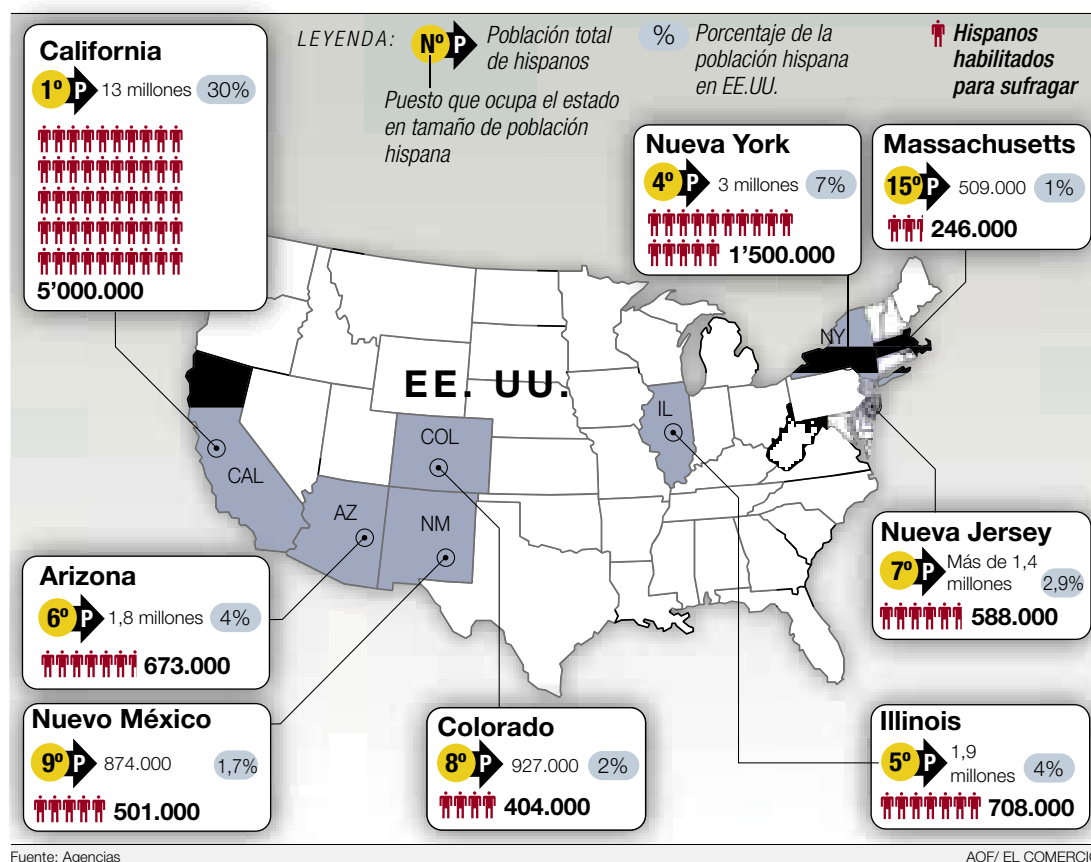 LEYENDA:
Nº P
Población total
de hispanos
Puesto que ocupa el estado
en tamaño de población
hispana
%
Porcentaje de la
población hispana
en EE.UU.
Hispanos
habilitados
para sufragar
California
1º P 13 millones 30%
5’000.000
Nueva York
4º P 3 millones 7%
1’500.000
Massachusetts
15º P 509.000 1%
246.000
EE. UU.
NY
IL
COL
CAL
AZ
NM
Nueva Jersey
7º P Más de 1,4
millones 2,9%
588.000
Arizona
6º P 1,8 millones 4%
673.000
Nuevo México
9º P 874.000 1,7%
501.000
Colorado
8º P 927.000 2%
404.000
Illinois
5º P 1,9
millones 4%
708.000
Fuente: Agencias
AOF/ EL COMERCIO